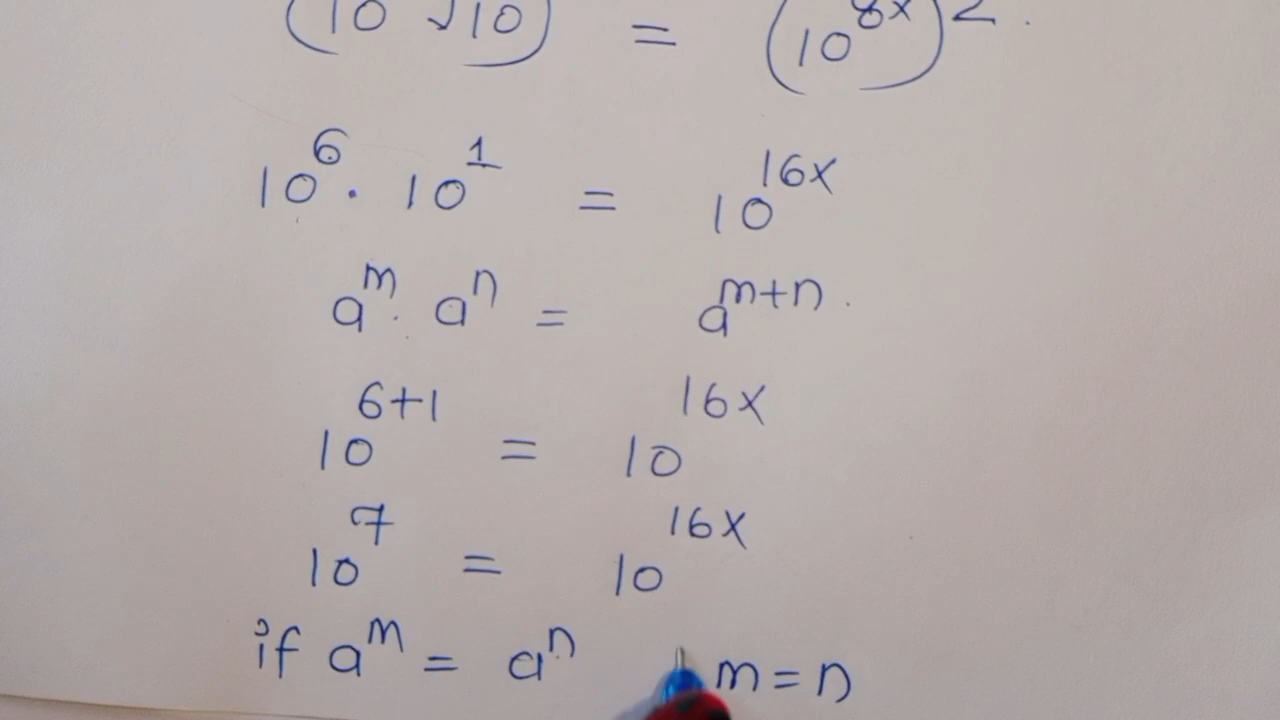 (10 √10) = (10^8x)^2.
10^6 · 10^1 = 10^16x
a^m · a^n = a^m+n.
10^6+1 = 10^16x
10^7 = 10^16x
if a^m = a^n m = n